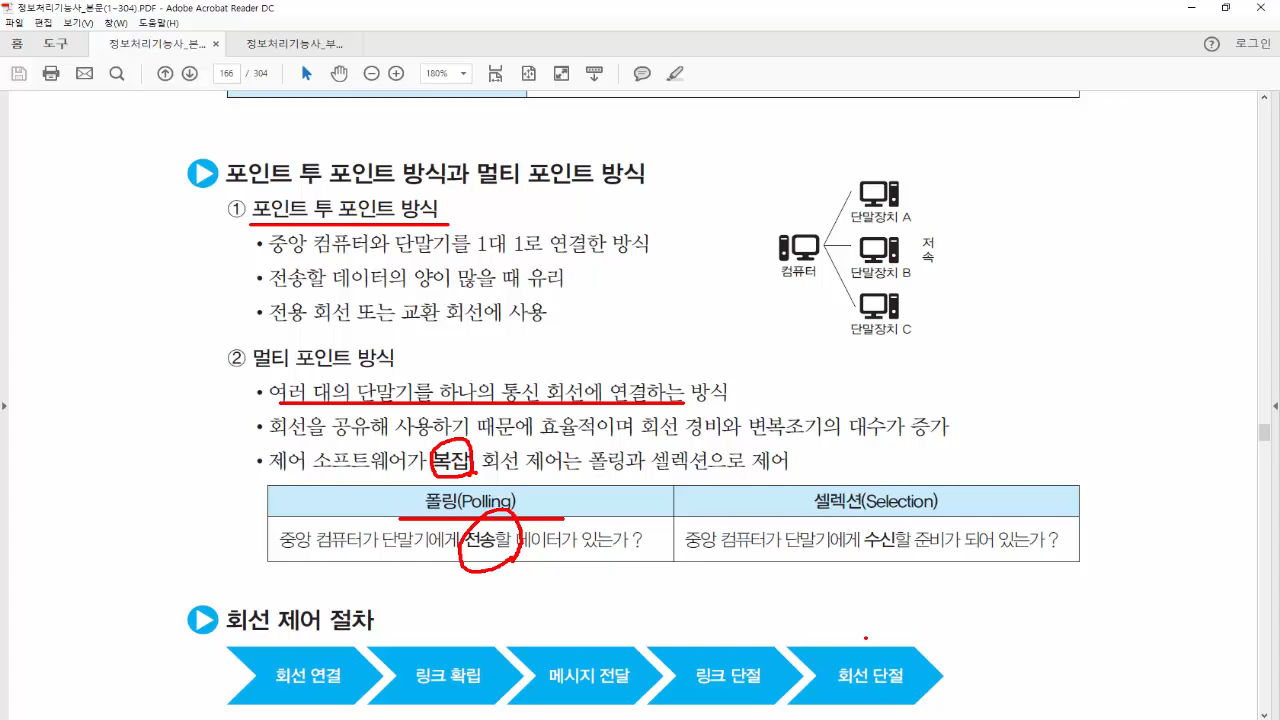 정보처리기능사_본문(1~304).PDF - Adobe Acrobat Reader DC
파일 편집 보기(V) 창(W) 도움말(H)
홈 도구 정보처리기능사_본... × 정보처리기능사_부... 로그인
166 / 304 180%
포인트 투 포인트 방식과 멀티 포인트 방식
① 포인트 투 포인트 방식
• 중앙 컴퓨터와 단말기를 1대 1로 연결한 방식
• 전송할 데이터의 양이 많을 때 유리
• 전용 회선 또는 교환 회선에 사용
컴퓨터
단말장치 A
단말장치 B
단말장치 C
저속
② 멀티 포인트 방식
• 여러 대의 단말기를 하나의 통신 회선에 연결하는 방식
• 회선을 공유해 사용하기 때문에 효율적이며 회선 경비와 변복조기의 대수가 증가
• 제어 소프트웨어가 복잡 회선 제어는 폴링과 셀렉션으로 제어
폴링(Polling) 셀렉션(Selection)
중앙 컴퓨터가 단말기에게 전송할 데이터가 있는가? 중앙 컴퓨터가 단말기에게 수신할 준비가 되어 있는가?
회선 제어 절차
회선 연결 링크 확립 메시지 전달 링크 단절 회선 단절